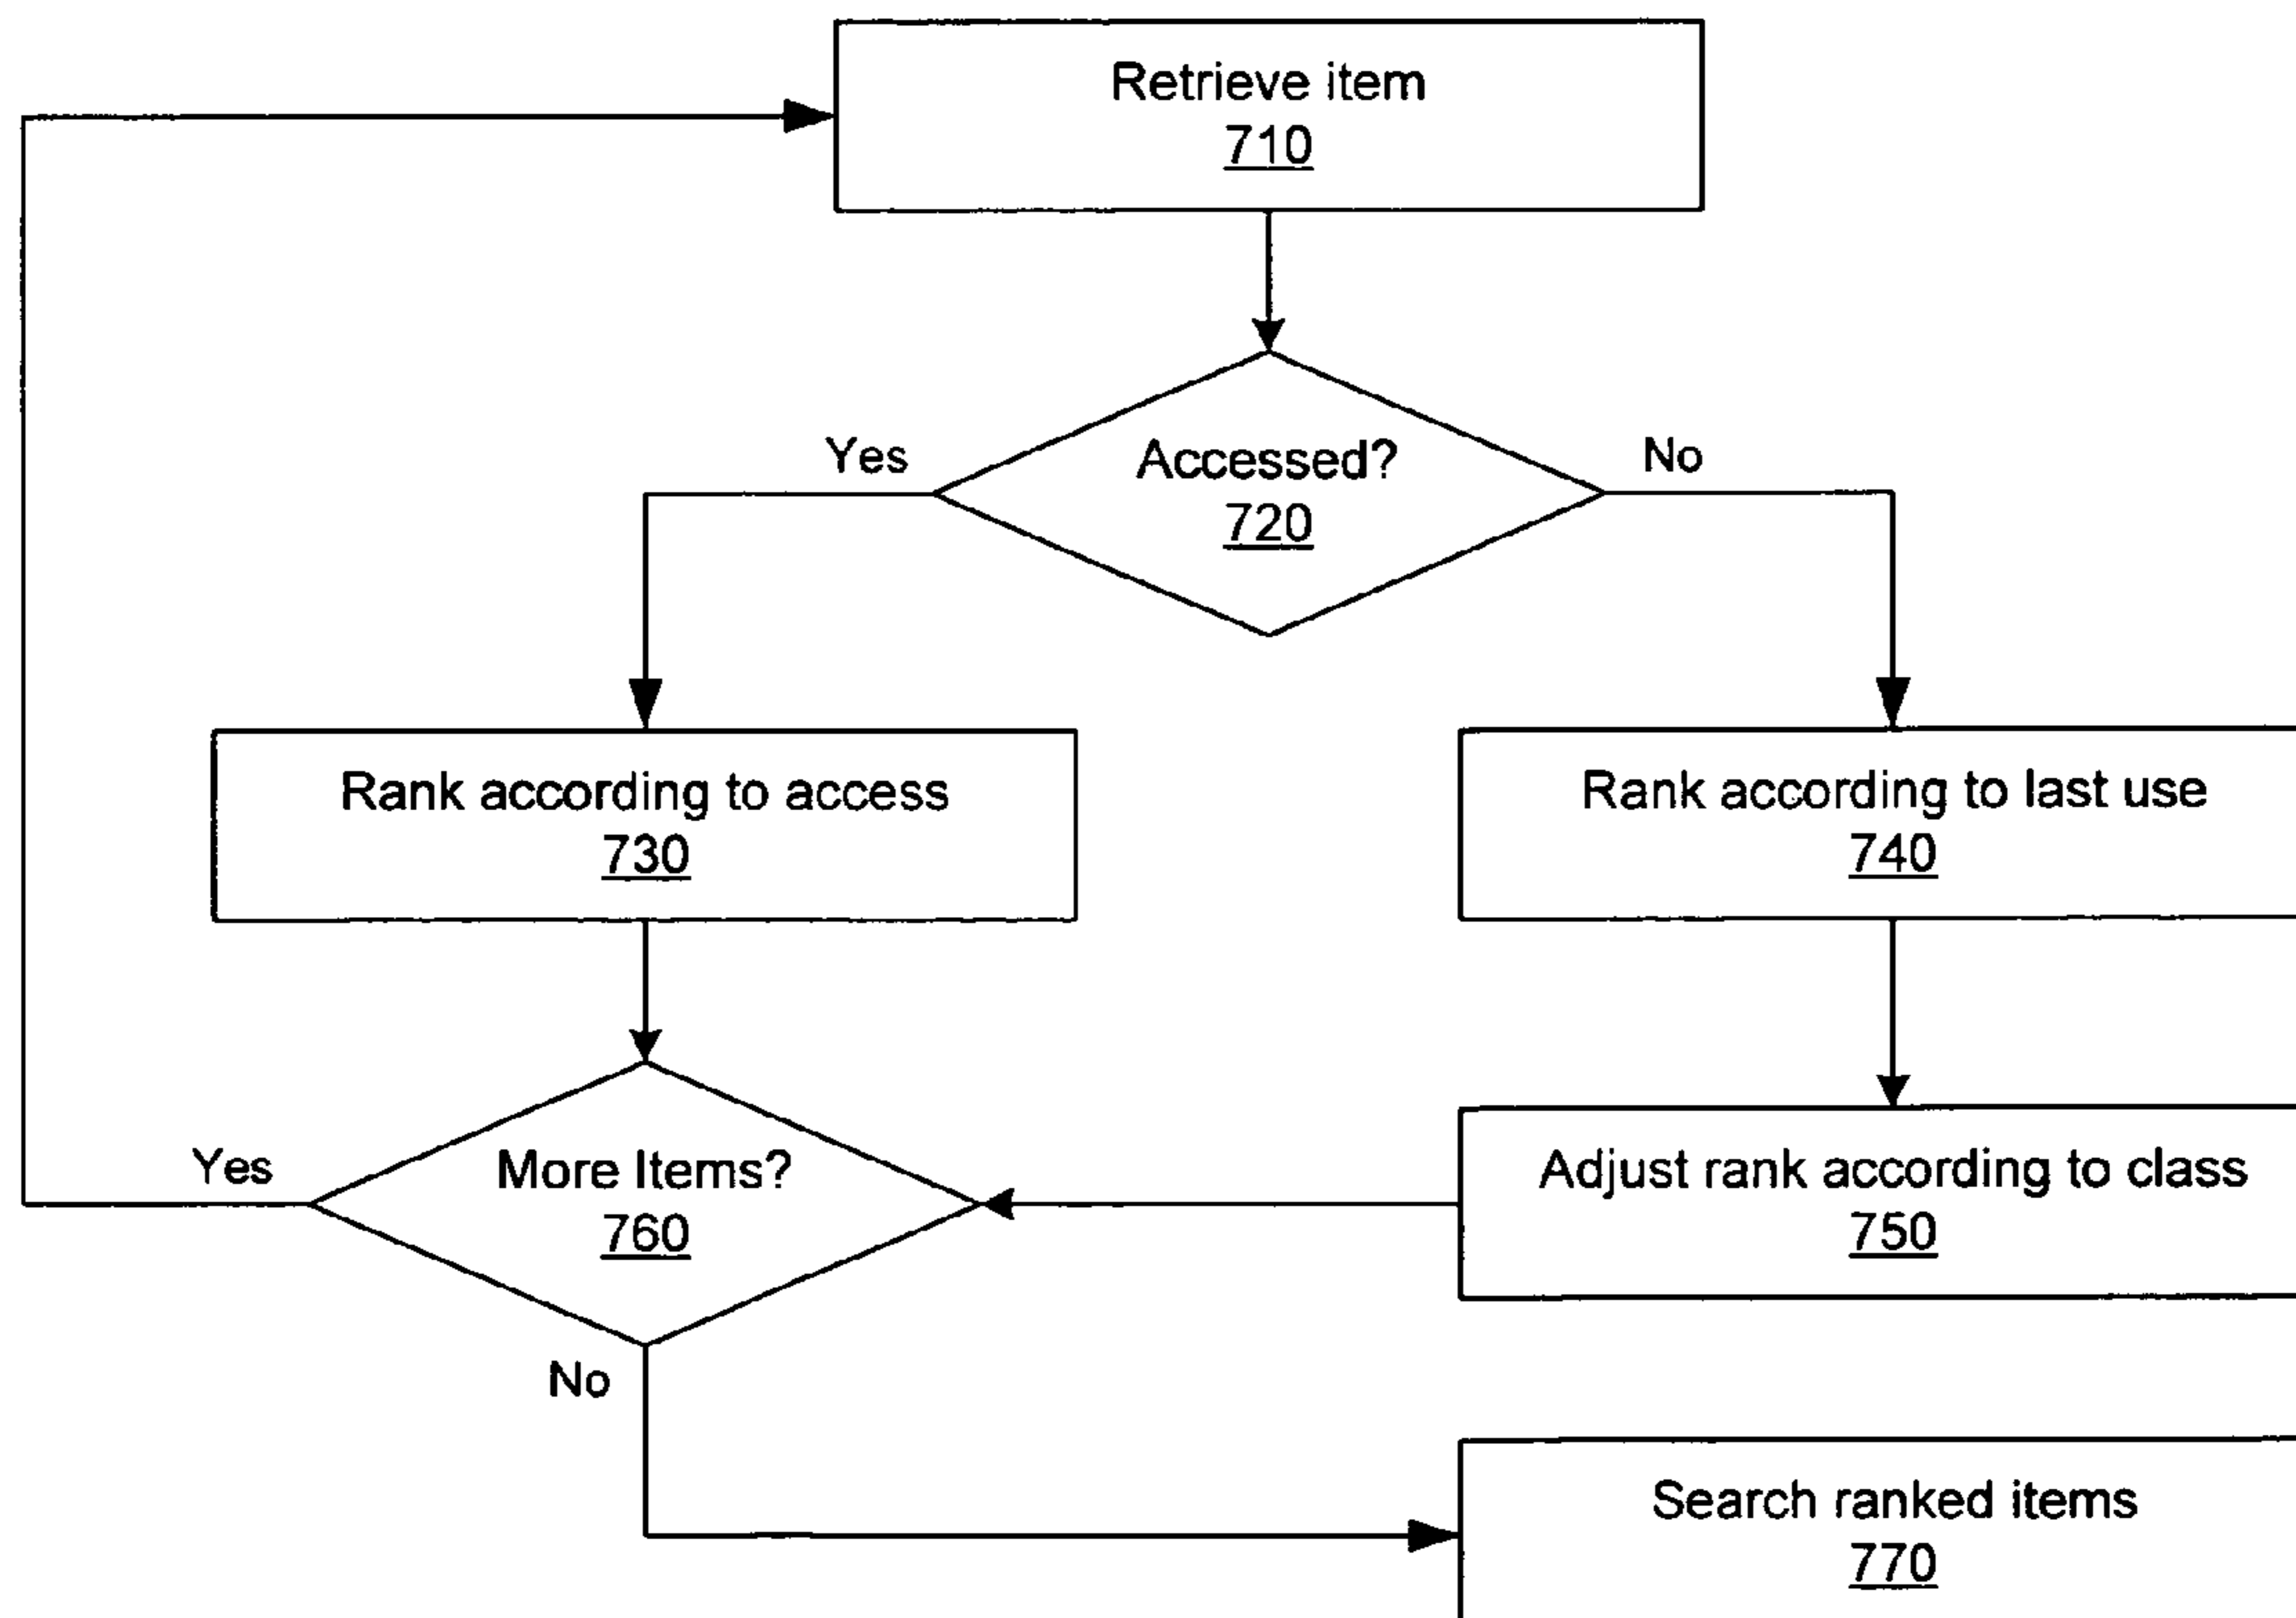 Retrieve item
710
Yes
Accessed?
720
No
Rank according to access
730
Rank according to last use
740
Yes
More Items?
760
Adjust rank according to class
750
No
Search ranked items
770